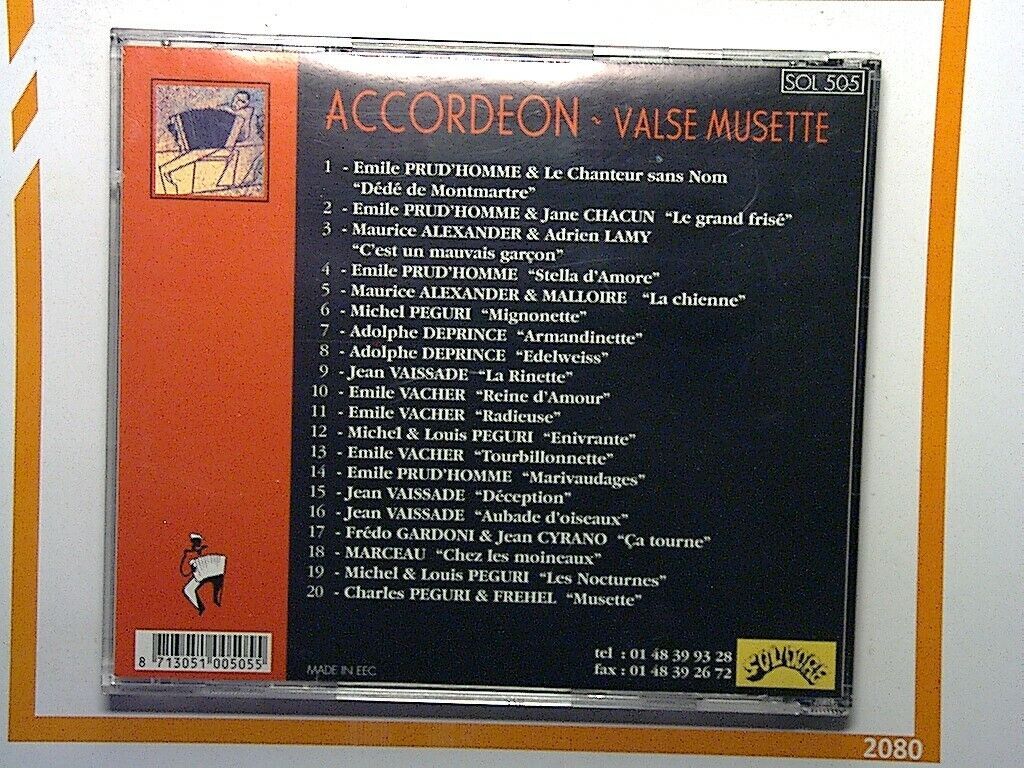 SOL 505
ACCORDEON - VALSE MUSETTE
1 - Emile PRUD'HOMME & Le Chanteur sans Nom
"Dédé de Montmartre"
2 - Emile PRUD'HOMME & Jane CHACUN "Le grand frisé"
3 - Maurice ALEXANDER & Adrien LAMY
"C'est un mauvais garçon"
4 - Emile PRUD'HOMME "Stella d'Amore"
5 - Maurice ALEXANDER & MALLOIRE "La chienne"
6 - Michel PEGURI "Mignonette"
7 - Adolphe DEPRINCE "Armandinette"
8 - Adolphe DEPRINCE "Edelweiss"
9 - Jean VAISSADE "La Rinette"
10 - Emile VACHER "Reine d'Amour"
11 - Emile VACHER "Radieuse"
12 - Michel & Louis PEGURI "Enivrante"
13 - Emile VACHER "Tourbillonnette"
14 - Emile PRUD'HOMME "Marivaudages"
15 - Jean VAISSADE "Déception"
16 - Jean VAISSADE "Aubade d'oiseaux"
17 - Frédo GARDONI & Jean CYRANO "Ça tourne"
18 - MARCEAU "Chez les moineaux"
19 - Michel & Louis PEGURI "Les Nocturnes"
20 - Charles PEGURI & FREHEL "Musette"
8 713051 005055
MADE IN EEC
tel : 01 48 39 93 28
fax : 01 48 39 26 72
SOLDORE
2080